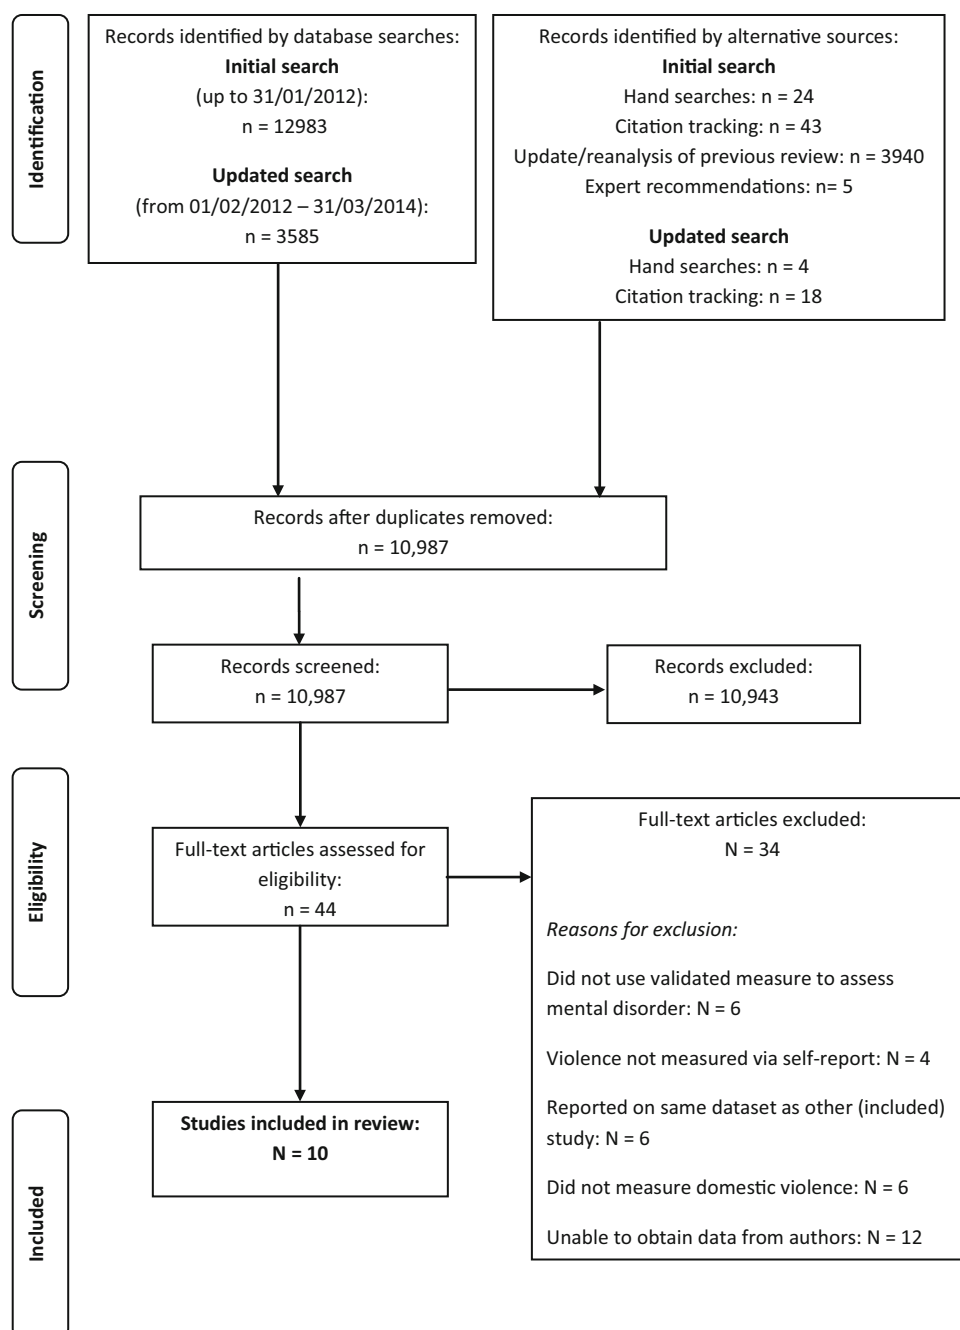 Identification
Records identified by database searches:
Initial search
(up to 31/01/2012):
n = 12983
Updated search
(from 01/02/2012 – 31/03/2014):
n = 3585
Records identified by alternative sources:
Initial search
Hand searches: n = 24
Citation tracking: n = 43
Update/reanalysis of previous review: n = 3940
Expert recommendations: n= 5
Updated search
Hand searches: n = 4
Citation tracking: n = 18
Screening
Records after duplicates removed:
n = 10,987
Records screened:
n = 10,987
Records excluded:
n = 10,943
Eligibility
Full-text articles assessed for
eligibility:
n = 44
Full-text articles excluded:
N = 34
Reasons for exclusion:
Did not use validated measure to assess
mental disorder: N = 6
Violence not measured via self-report: N = 4
Reported on same dataset as other (included)
study: N = 6
Did not measure domestic violence: N = 6
Unable to obtain data from authors: N = 12
Included
Studies included in review:
N = 10